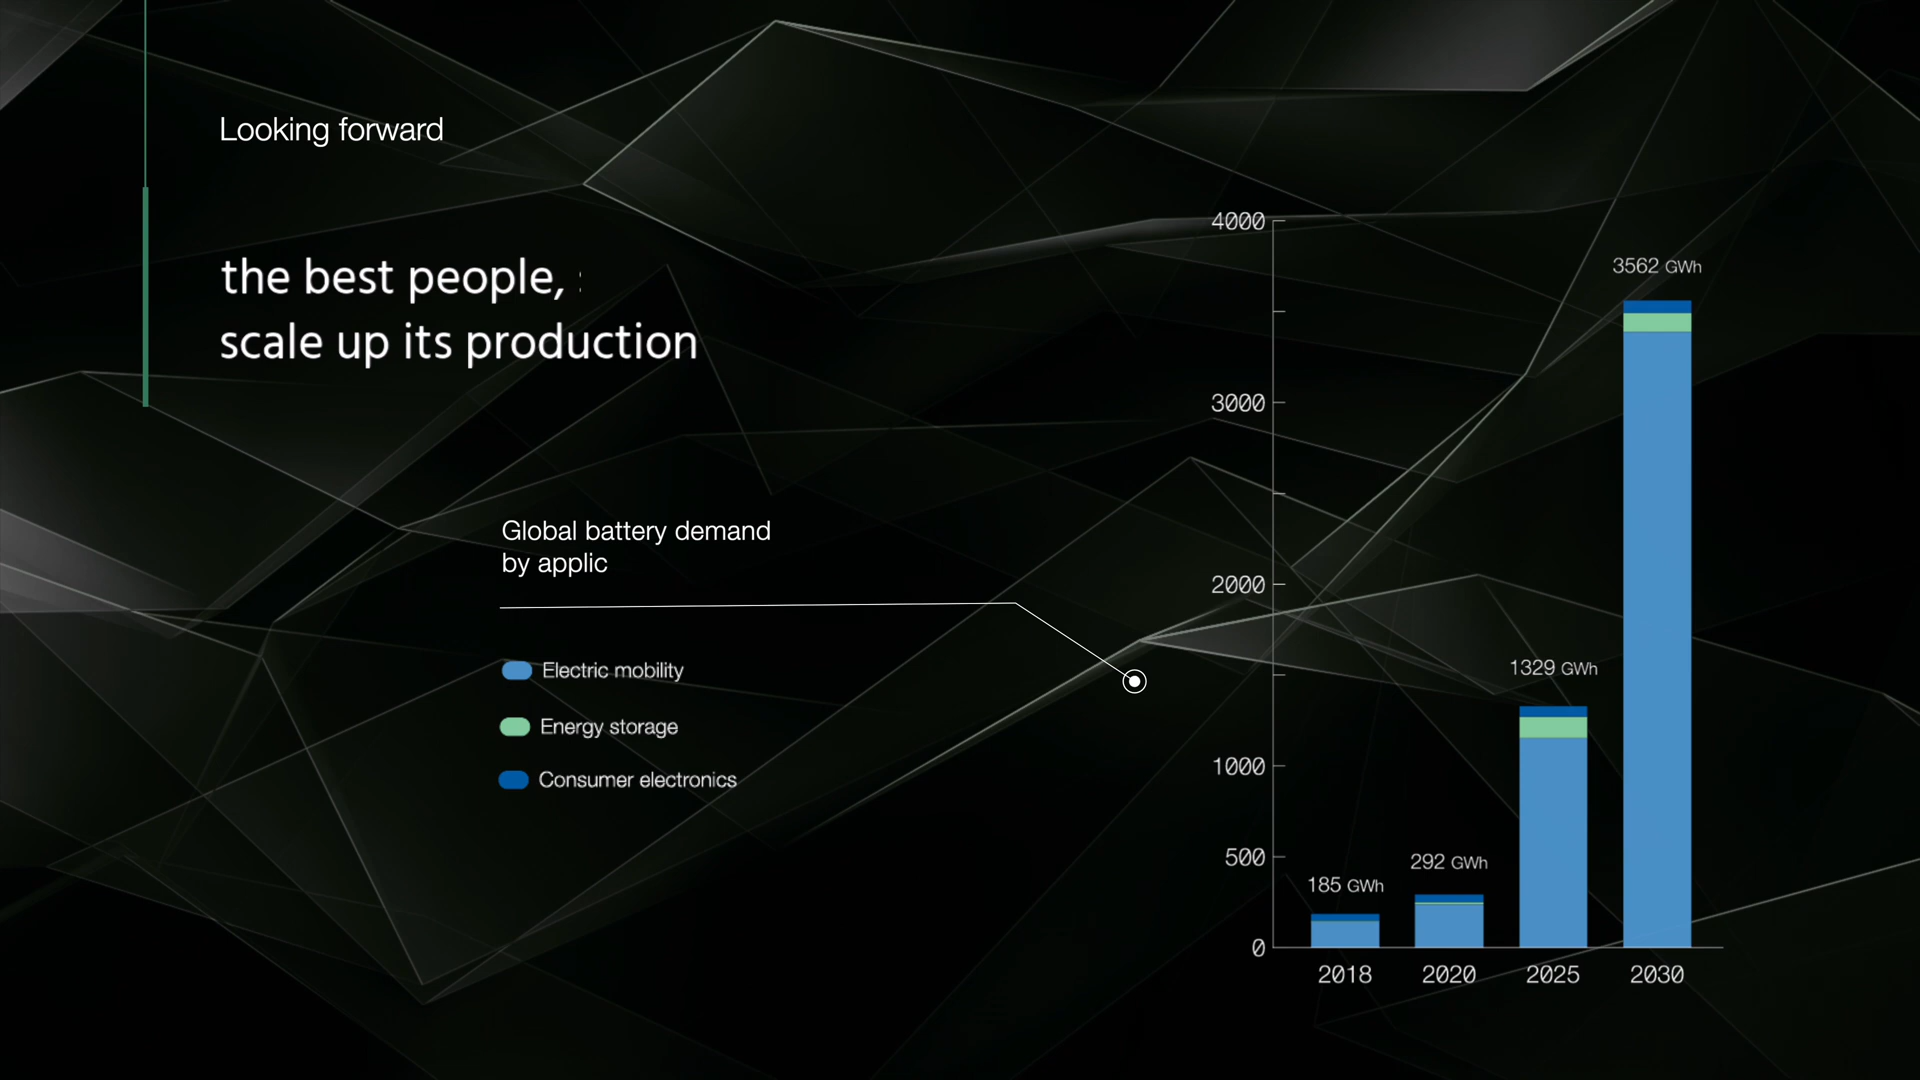 Looking forward
the best people,
scale up its production
Global battery demand
by applic
Electric mobility
Energy storage
Consumer electronics
4000
3000
2000
1000
500
0
185 GWh
292 GWh
1329 GWh
3562 GWh
2018
2020
2025
2030